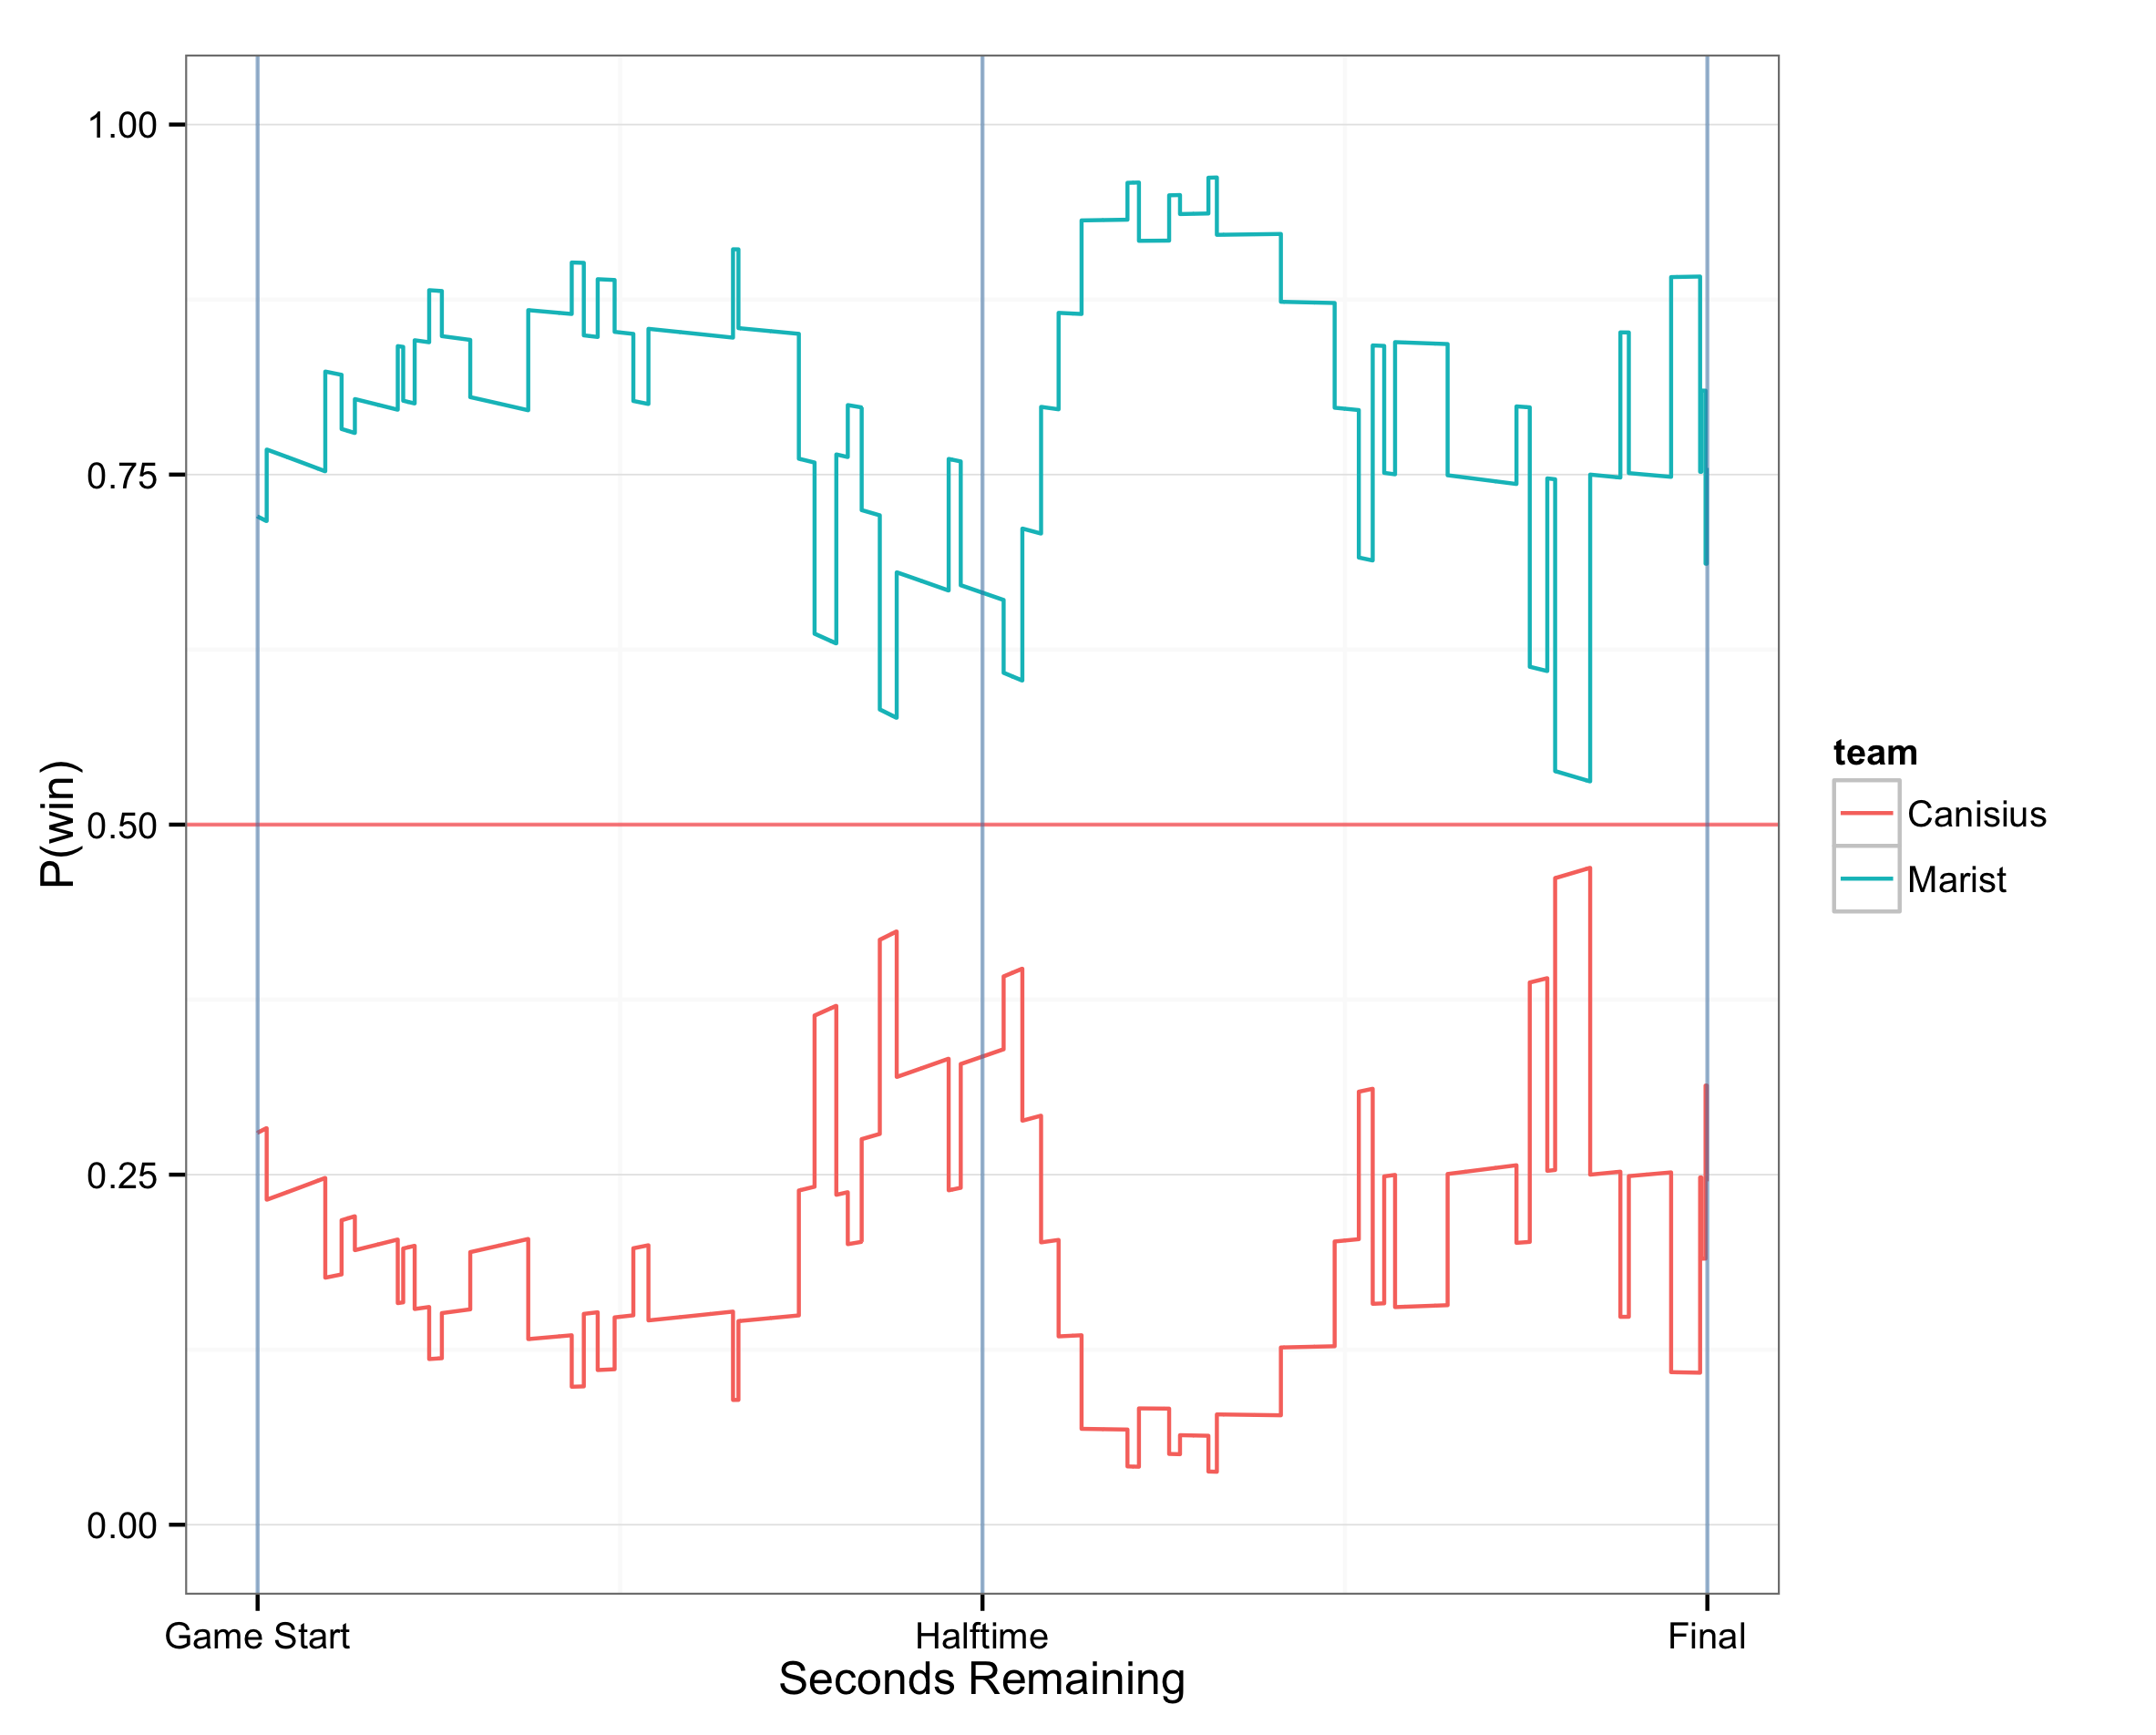 1.00
0.75
0.50
0.25
0.00
P(win)
Game Start
Halftime
Final
Seconds Remaining
team
Canisius
Marist